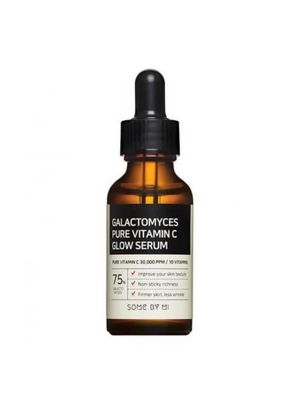 GALACTOMYCES
PURE VITAMIN C
GLOW SERUM
PURE VITAMIN C 30,000 PPM / 10 VITAMINS
75%
✓ Improve your skin texture
✓ Non-sticky richness
✓ Firmer skin, less wrinkle
SOME BY MI